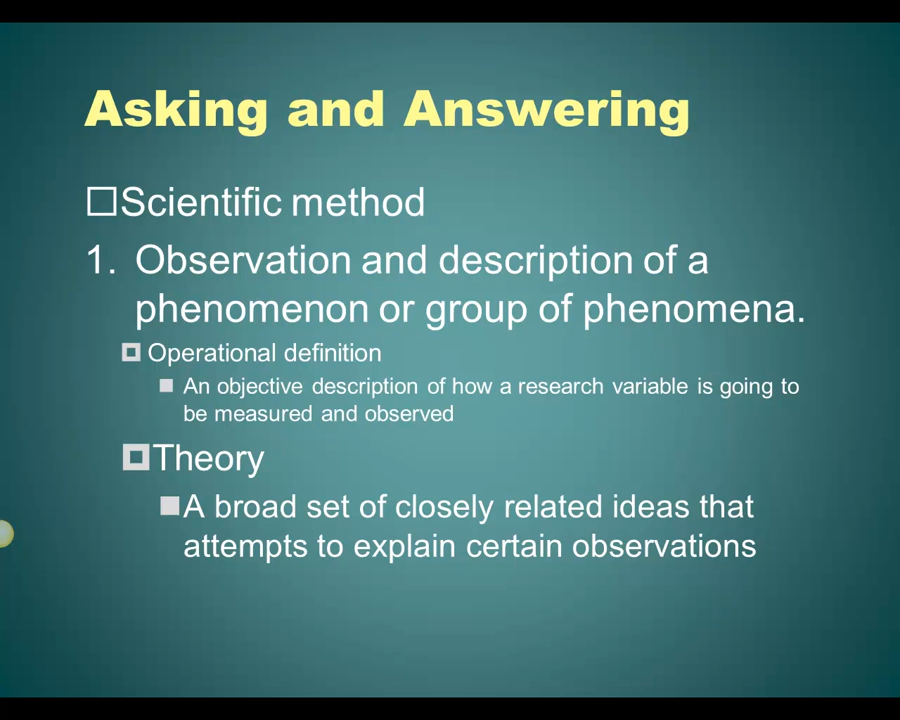 Asking and Answering
Scientific method
1. Observation and description of a
phenomenon or group of phenomena.
Operational definition
An objective description of how a research variable is going to
be measured and observed
Theory
A broad set of closely related ideas that
attempts to explain certain observations